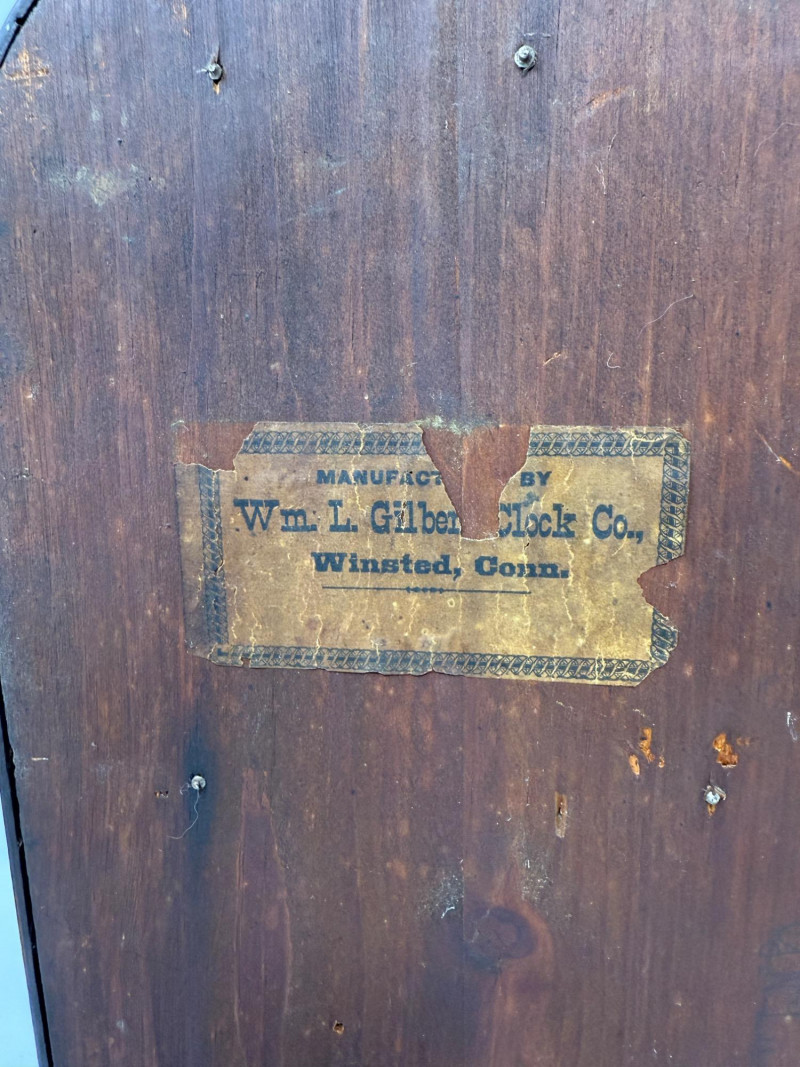 MANUFACT BY
Wm. L. Gilber Clock Co.,
Winsted, Conn.